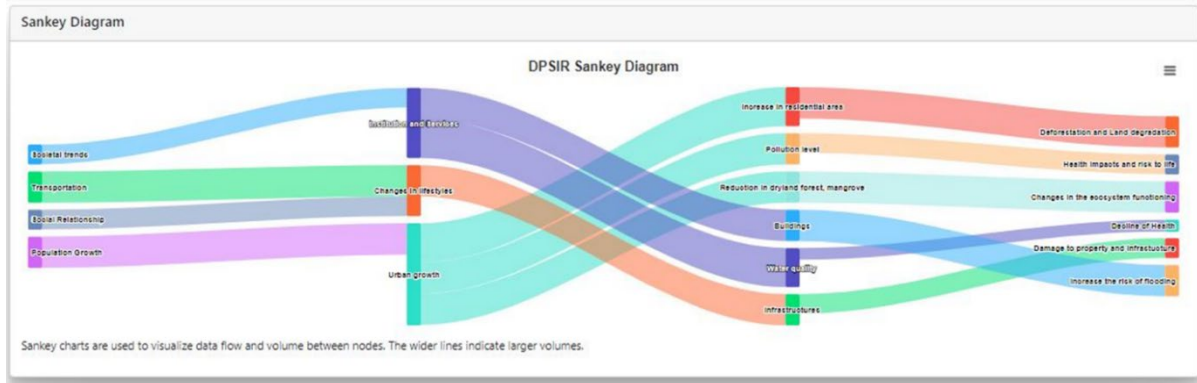 Sankey Diagram
DPSIR Sankey Diagram
Societal trends
Transportation
Social Relationship
Population Growth
Institution and Services
Changes in lifestyles
Urban growth
Increase in residential area
Pollution level
Reduction in dryland forest, mangrove
Buildings
Water quality
Infrastructures
Deforestation and Land degradation
Health Impacts and risk to life
Changes in the ecosystem functioning
Decline of Health
Damage to property and infrastucture
Increase the risk of flooding
Sankey charts are used to visualize data flow and volume between nodes. The wider lines indicate larger volumes.